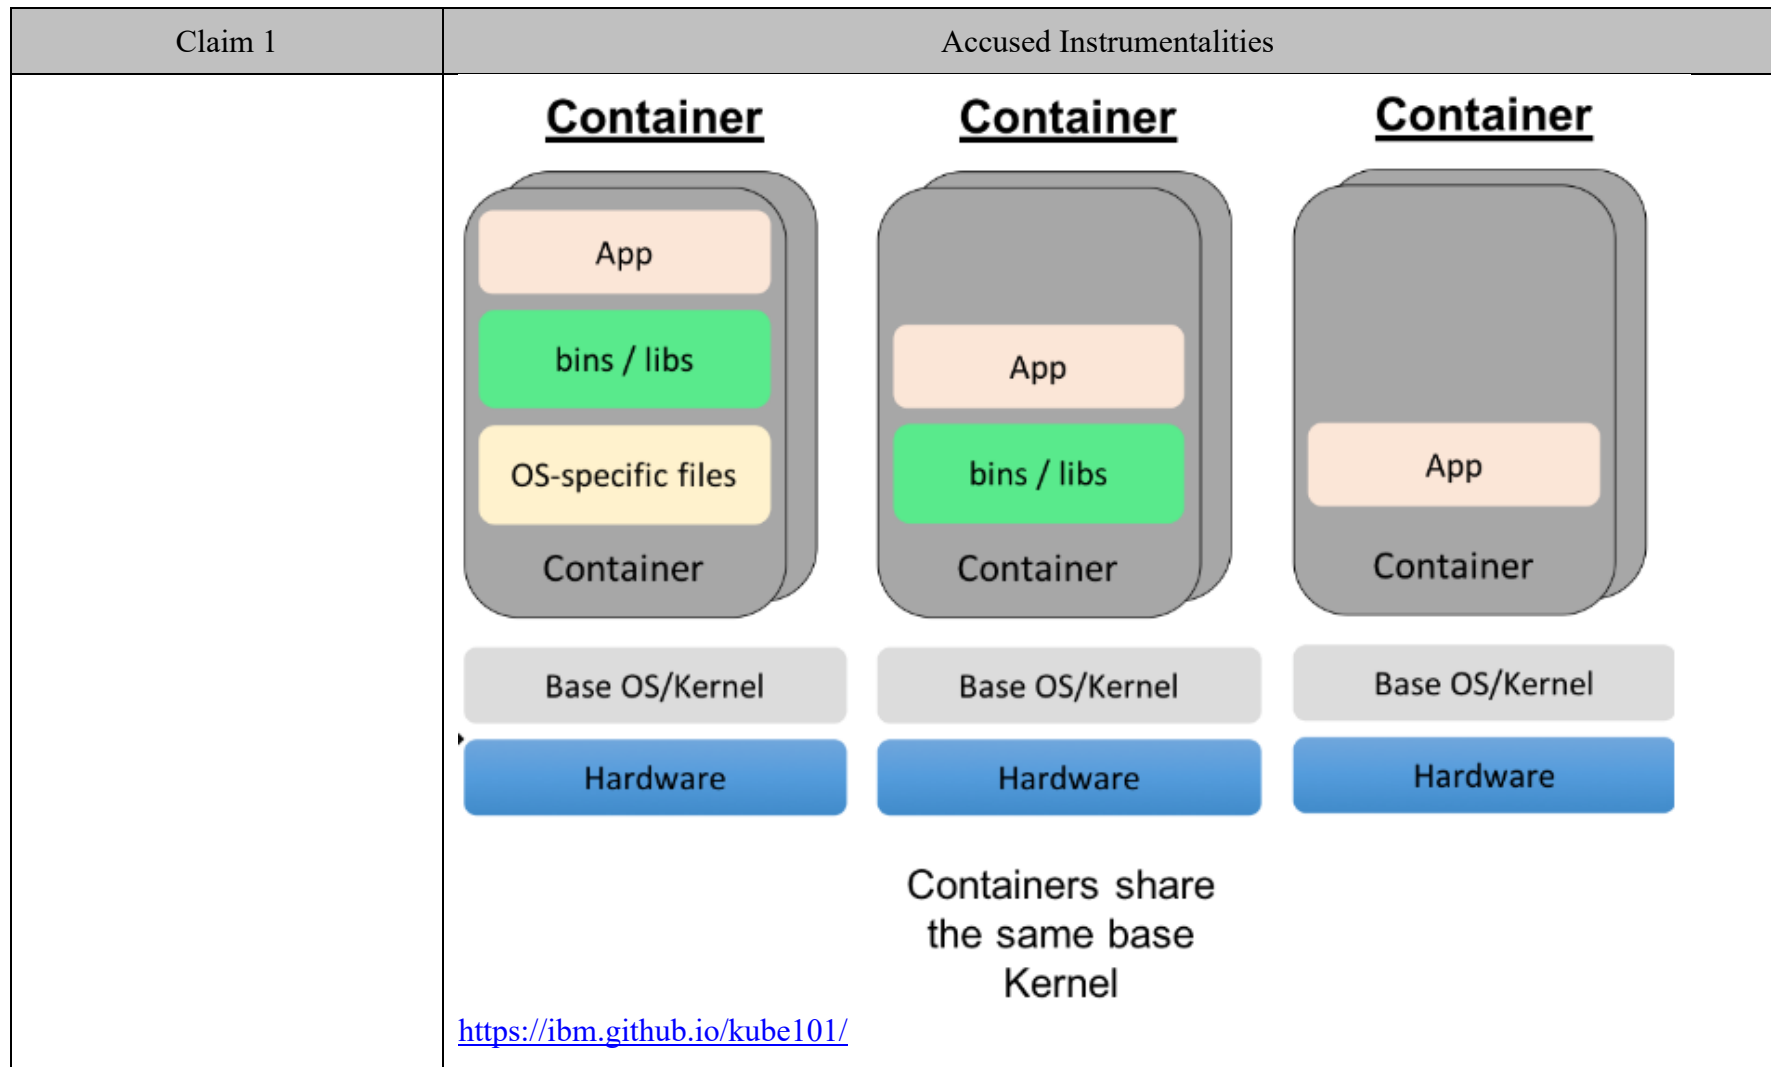 Claim 1
Accused Instrumentalities
Container
App
bins / libs
OS-specific files
Container
Base OS/Kernel
Hardware
Container
App
bins / libs
Container
Base OS/Kernel
Hardware
Container
App
Container
Base OS/Kernel
Hardware
Containers share
the same base
Kernel
https://ibm.github.io/kube101/